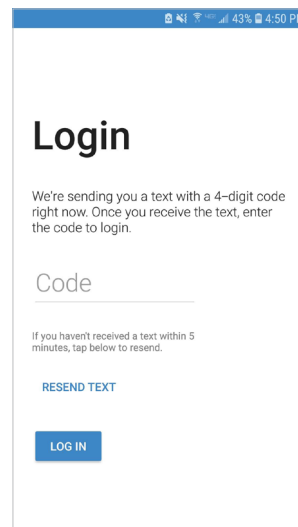 43% 4:50 PM
Login
We're sending you a text with a 4-digit code
right now. Once you receive the text, enter
the code to login.
Code
If you haven't received a text within 5
minutes, tap below to resend.
RESEND TEXT
LOG IN